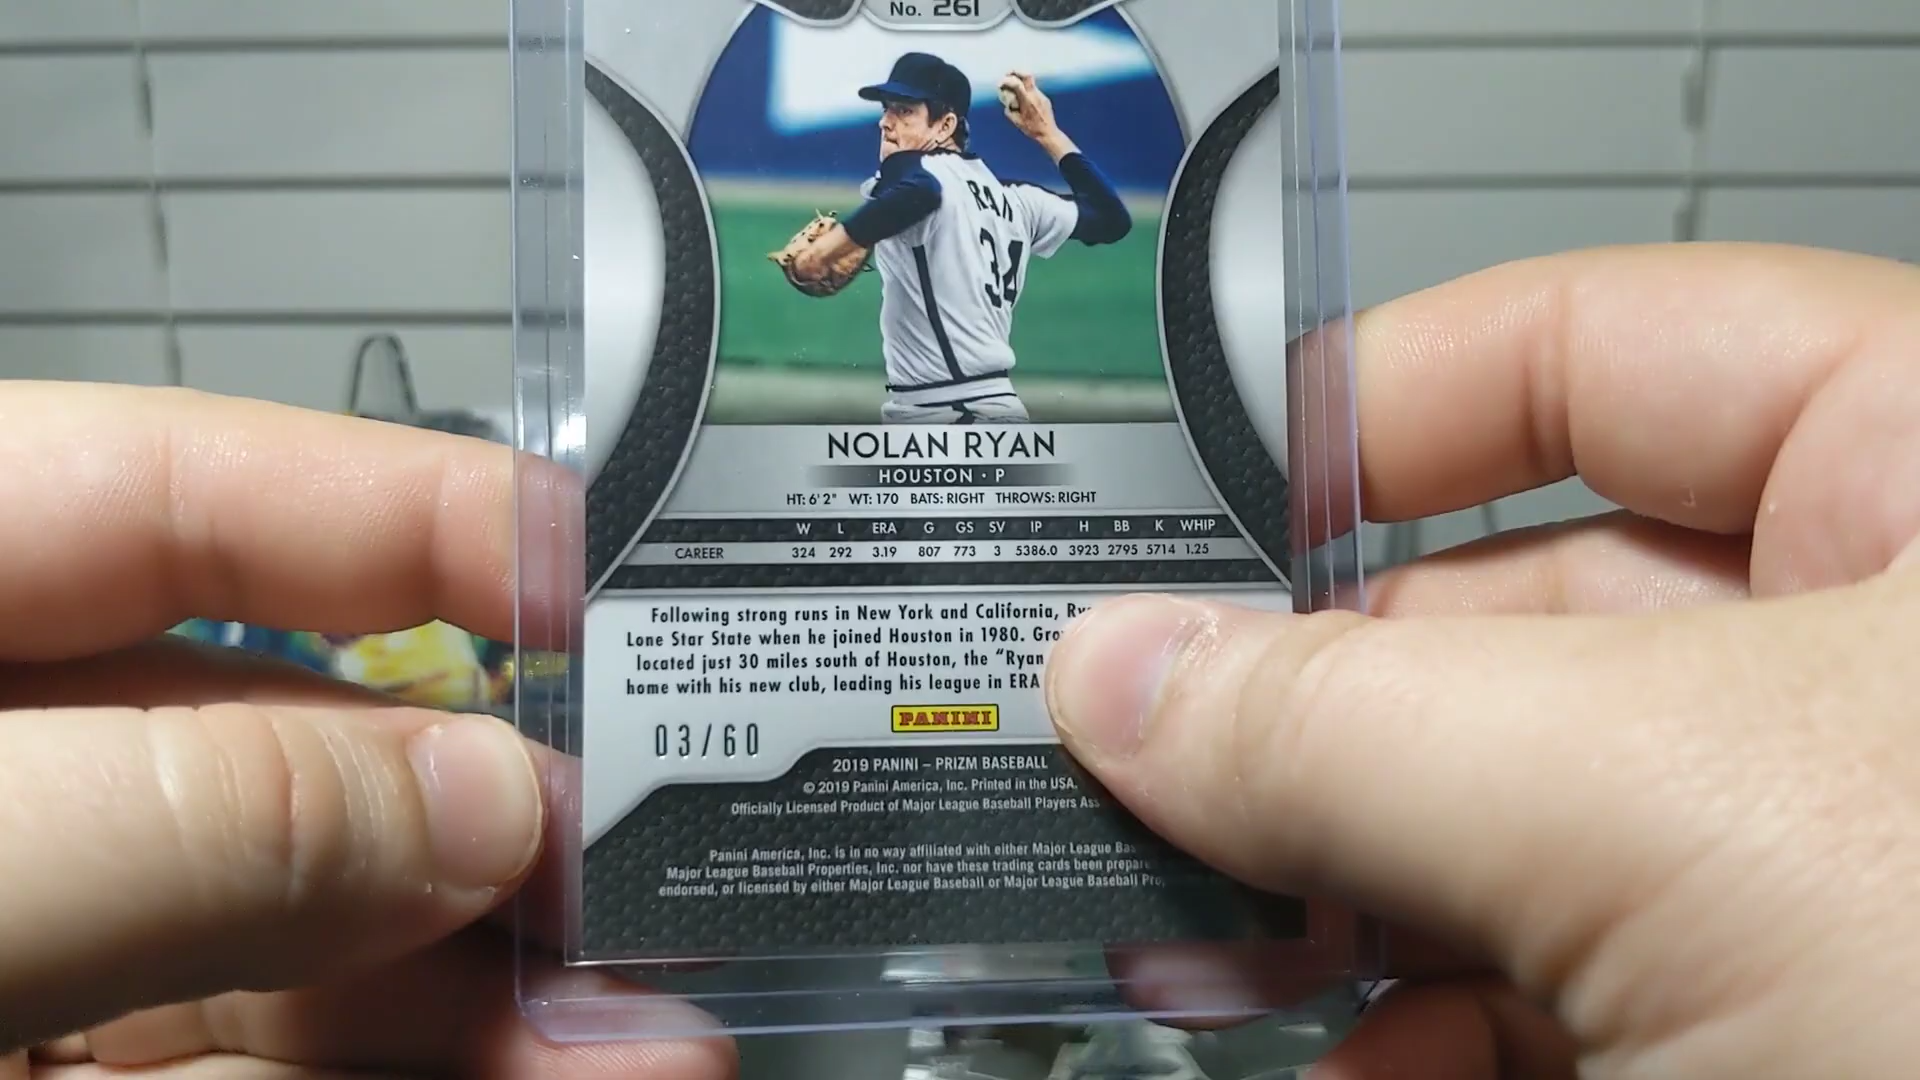 No. 261
RYAN
34
NOLAN RYAN
HOUSTON · P
HT: 6' 2" WT: 170 BATS: RIGHT THROWS: RIGHT
W L ERA G GS SV IP H BB K WHIP
CAREER 324 292 3.19 807 773 3 5386.0 3923 2795 5714 1.25
Following strong runs in New York and California,
Lone Star State when he joined Houston in 1980.
located just 30 miles south of Houston, the “Ryan
home with his new club, leading his league in ERA
PANINI
03/60
2019 PANINI – PRIZM BASEBALL
© 2019 Panini America, Inc. Printed in the USA.
Officially Licensed Product of Major League Baseball Players
Panini America, Inc. is in no way affiliated with either Major League
Major League Baseball Properties, Inc. nor have these trading cards been
endorsed, or licensed by either Major League Baseball or Major League Baseball